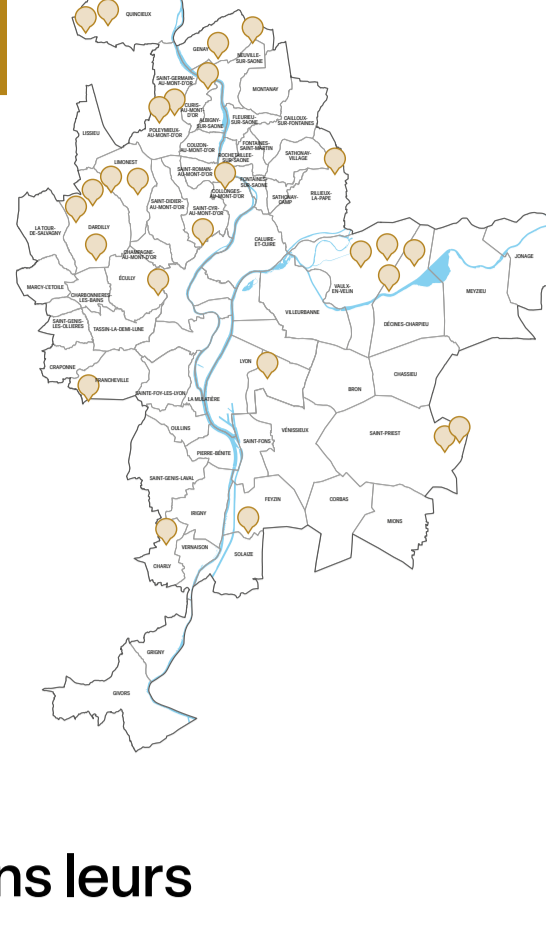 QUINCIEUX
GENAY
NEUVILLE-
SUR-SAONE
SAINT-GERMAIN-
AU-MONT-D'OR
MONTANAY
CURIS-
AU-MONT-
D'OR
POLEYMIEUX-
AU-MONT-D'OR
ALBIGNY-
SUR-SAONE
FLEURIEU-
SUR-SAONE
CAILLOUX-
SUR-FONTAINES
LISSIEU
COUZON-
AU-MONT-D'OR
FONTAINES-
SAINT-MARTIN
ROCHETAILLÉE-
SUR-SAONE
SATHONAY-
VILLAGE
LIMONEST
SAINT-ROMAIN-
AU-MONT-D'OR
FONTAINES-
SUR-SAONE
COLLONGES-
AU-MONT-D'OR
SATHONAY-
CAMP
RILLIEUX-
LA-PAPE
SAINT-DIDIER-
AU-MONT-D'OR
SAINT-CYR-
AU-MONT-D'OR
LA TOUR-
DE-SALVAGNY
DARDILLY
CALUIRE-
ET-CUIRE
CHAMPAGNE-
AU-MONT-D'OR
JONAGE
ÉCULLY
MARCY-L'ETOILE
CHARBONNIERES-
LES-BAINS
VAULX-
EN-VELIN
MEYZIEU
VILLEURBANNE
SAINT-GENIS-
LES-OLLIERES
TASSIN-LA-DEMI-LUNE
DÉCINES-CHARPIEU
LYON
CRAPONNE
FRANCHEVILLE
CHASSIEU
BRON
SAINTE-FOY-LES-LYON
LA MULATIÈRE
OULLINS
VÉNISSIEUX
SAINT-PRIEST
SAINT-FONS
PIERRE-BÉNITE
SAINT-GENIS-LAVAL
FEYZIN
CORBAS
IRIGNY
MIONS
VERNAISON
SOLAIZE
CHARLY
GRIGNY
GIVORS
ns leurs